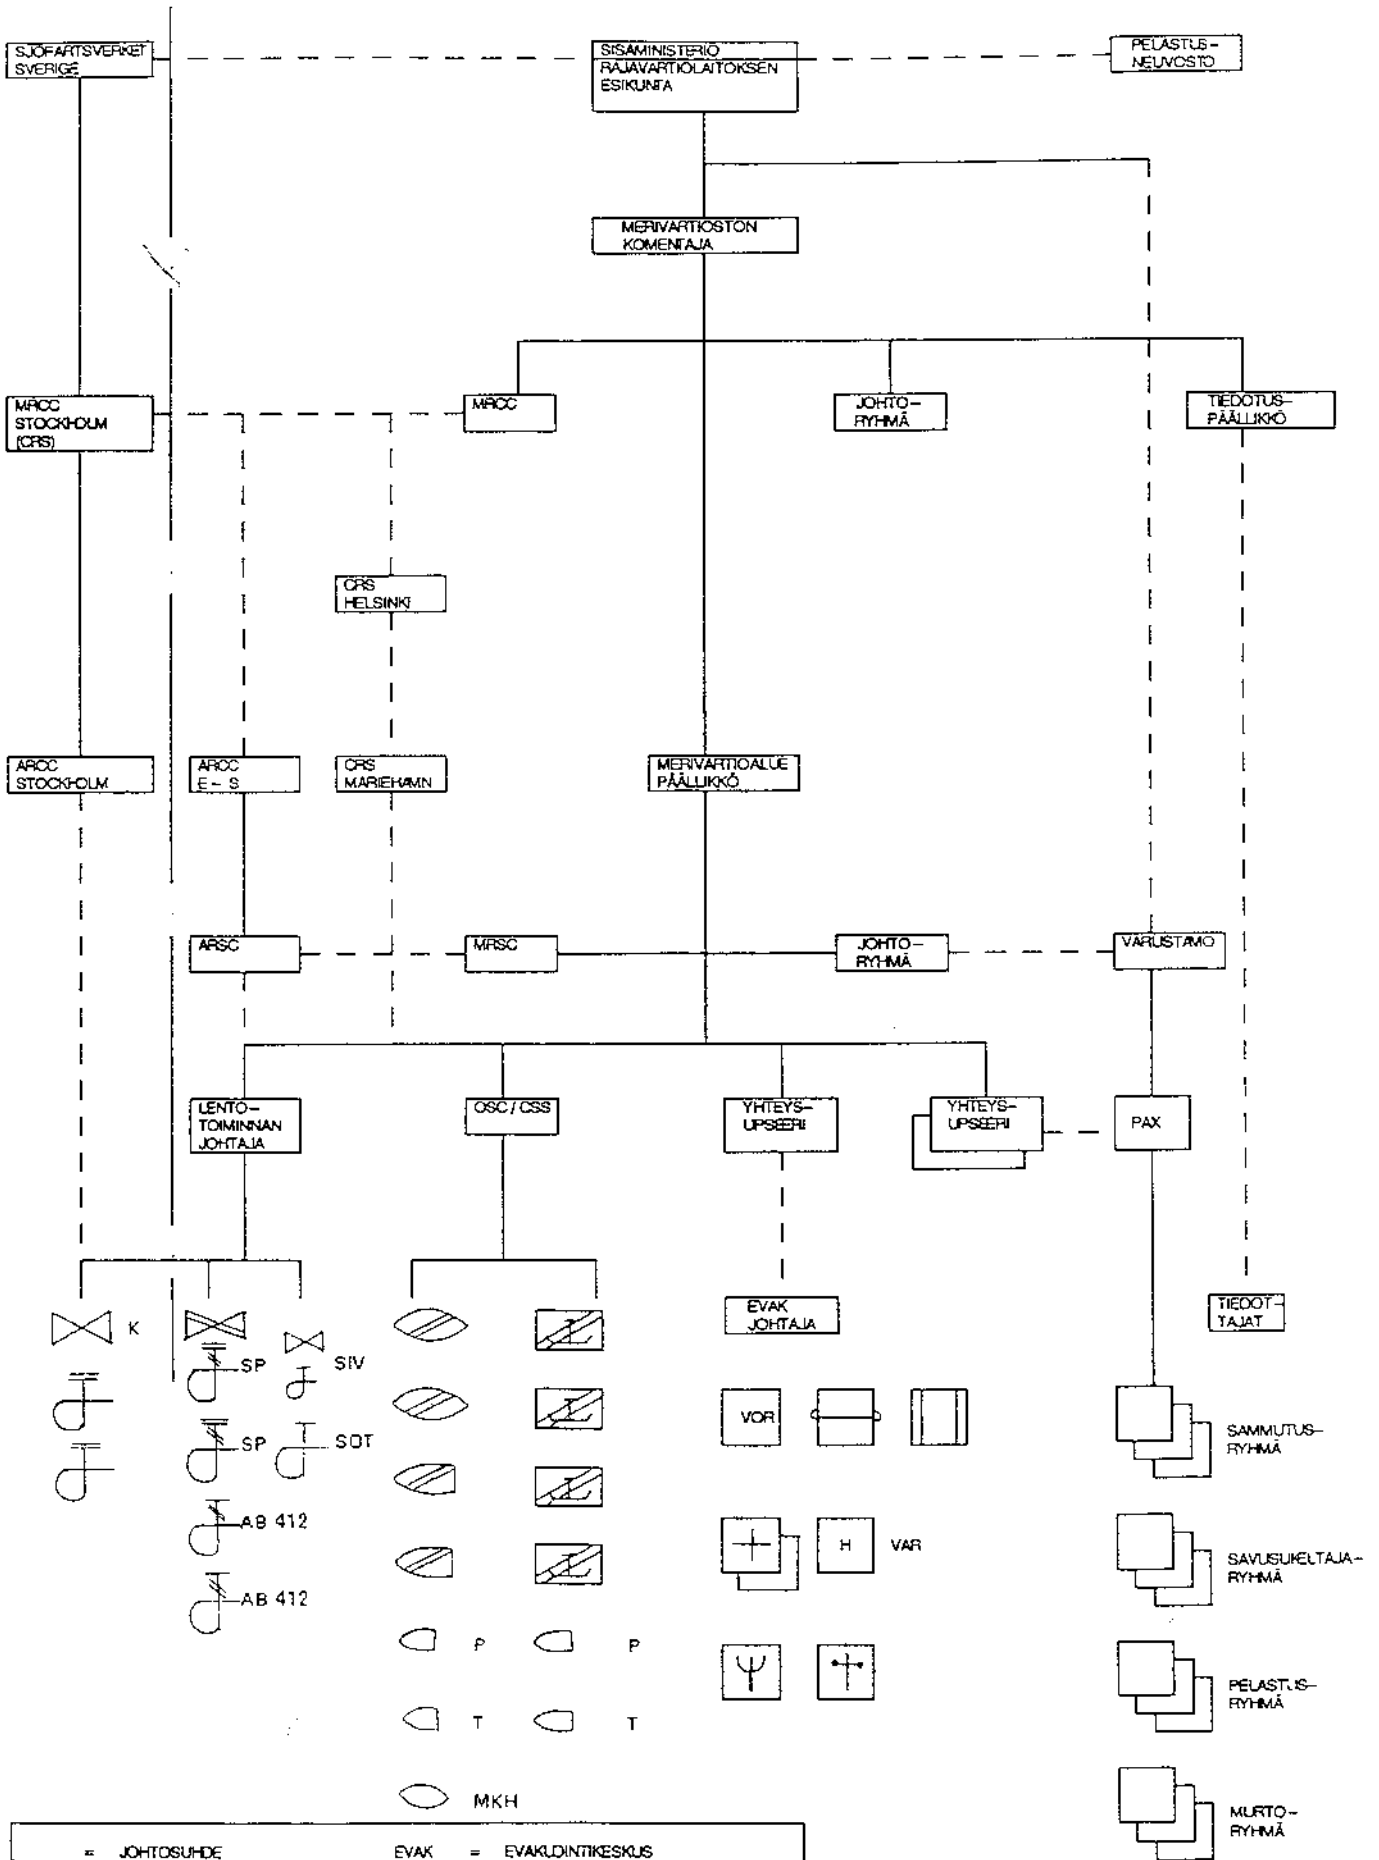 SJÖFARTSVERKET
SVERIGE
SISÄMINISTERIO
RAJAVARTIOLAITOKSEN
ESIKUNTA
PELASTUS-
NEUVOSTO
MERIVARTIOSTON
KOMENTAJA
MRCC
STOCKHOLM
(CRS)
MRCC
JOHTO-
RYHMÄ
TIEDOTUS-
PÄÄLLIKKÖ
CRS
HELSINKI
ARCC
STOCKHOLM
ARCC
E - S
CRS
MARIEHAMN
MERIVARTIOALUE
PÄÄLLIKKÖ
ARSC
MRSC
JOHTO-
RYHMÄ
VARUSTAMO
LENTO-
TOIMINNAN
JOHTAJA
OSC / CSS
YHTEYS-
UPSEERI
YHTEYS-
UPSEERI
PAX
K
SP
SIV
SP
SOT
AB 412
AB 412
P
P
T
T
MKH
EVAK
JOHTAJA
TIEDOT-
TAJAT
VOR
H
VAR
SAMMUTUS-
RYHMÄ
SAVUSUKELTAJA-
RYHMÄ
PELASTUS-
RYHMÄ
MURTO-
RYHMÄ
= JOHTOSUHDE
EVAK = EVAKUOINTIKESKUS